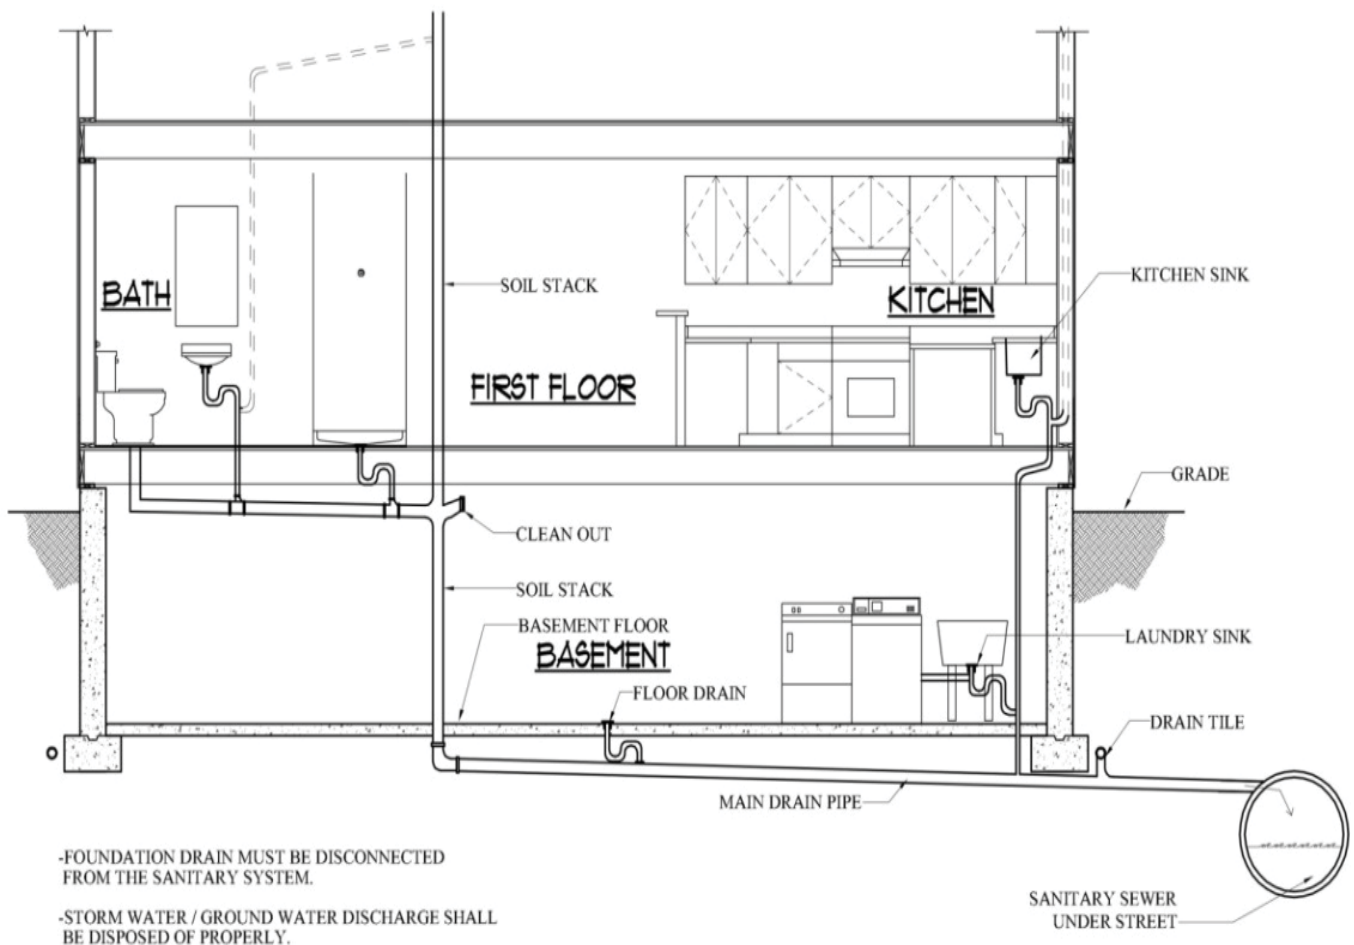 SOIL STACK
KITCHEN SINK
BATH
KITCHEN
FIRST FLOOR
GRADE
CLEAN OUT
SOIL STACK
BASEMENT FLOOR
LAUNDRY SINK
BASEMENT
FLOOR DRAIN
DRAIN TILE
MAIN DRAIN PIPE
-FOUNDATION DRAIN MUST BE DISCONNECTED
FROM THE SANITARY SYSTEM.
SANITARY SEWER
UNDER STREET
-STORM WATER / GROUND WATER DISCHARGE SHALL
BE DISPOSED OF PROPERLY.